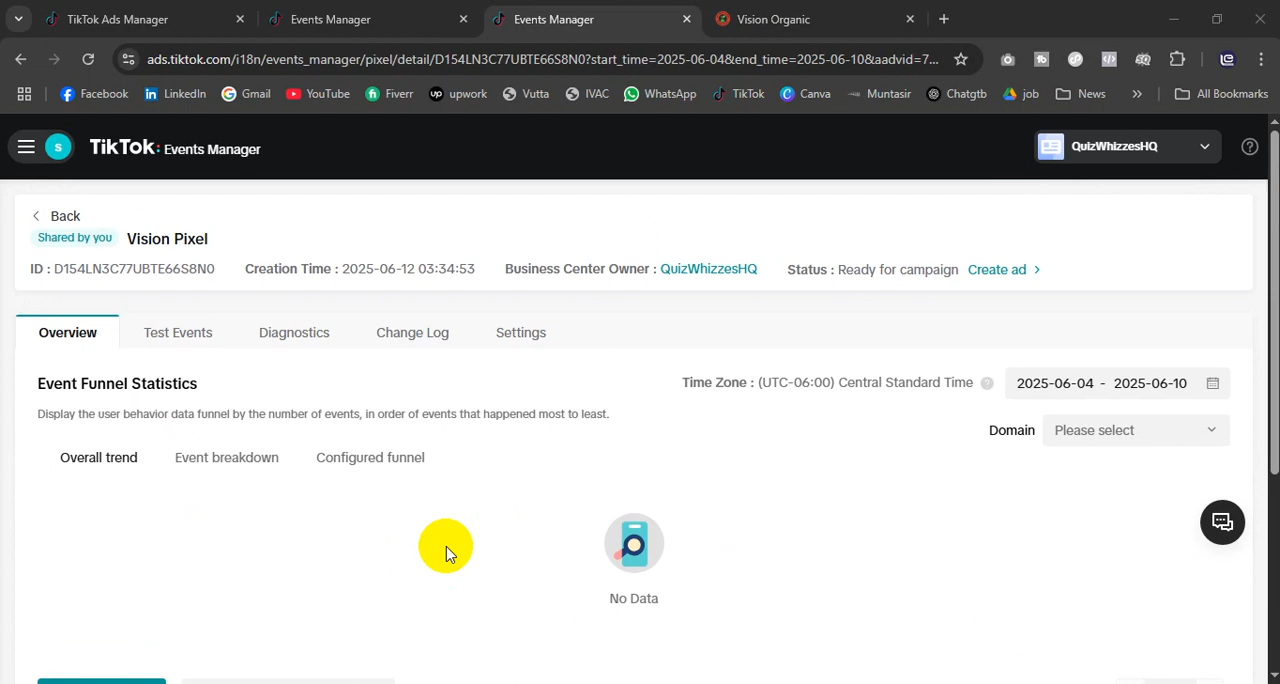 TikTok Ads Manager
Events Manager
Events Manager
Vision Organic
ads.tiktok.com/i18n/events_manager/pixel/detail/D154LN3C77UBTE66S8N0?start_time=2025-06-04&end_time=2025-06-10&aadvid=7...
Facebook
LinkedIn
Gmail
YouTube
Fiverr
upwork
Vutta
IVAC
WhatsApp
TikTok
Canva
Muntasir
Chatgtb
job
News
All Bookmarks
S
TikTok: Events Manager
QuizWhizzesHQ
Back
Shared by you Vision Pixel
ID : D154LN3C77UBTE66S8N0 Creation Time : 2025-06-12 03:34:53 Business Center Owner : QuizWhizzesHQ Status : Ready for campaign Create ad
Overview Test Events Diagnostics Change Log Settings
Event Funnel Statistics
Time Zone : (UTC-06:00) Central Standard Time
2025-06-04 - 2025-06-10
Display the user behavior data funnel by the number of events, in order of events that happened most to least.
Domain Please select
Overall trend Event breakdown Configured funnel
No Data